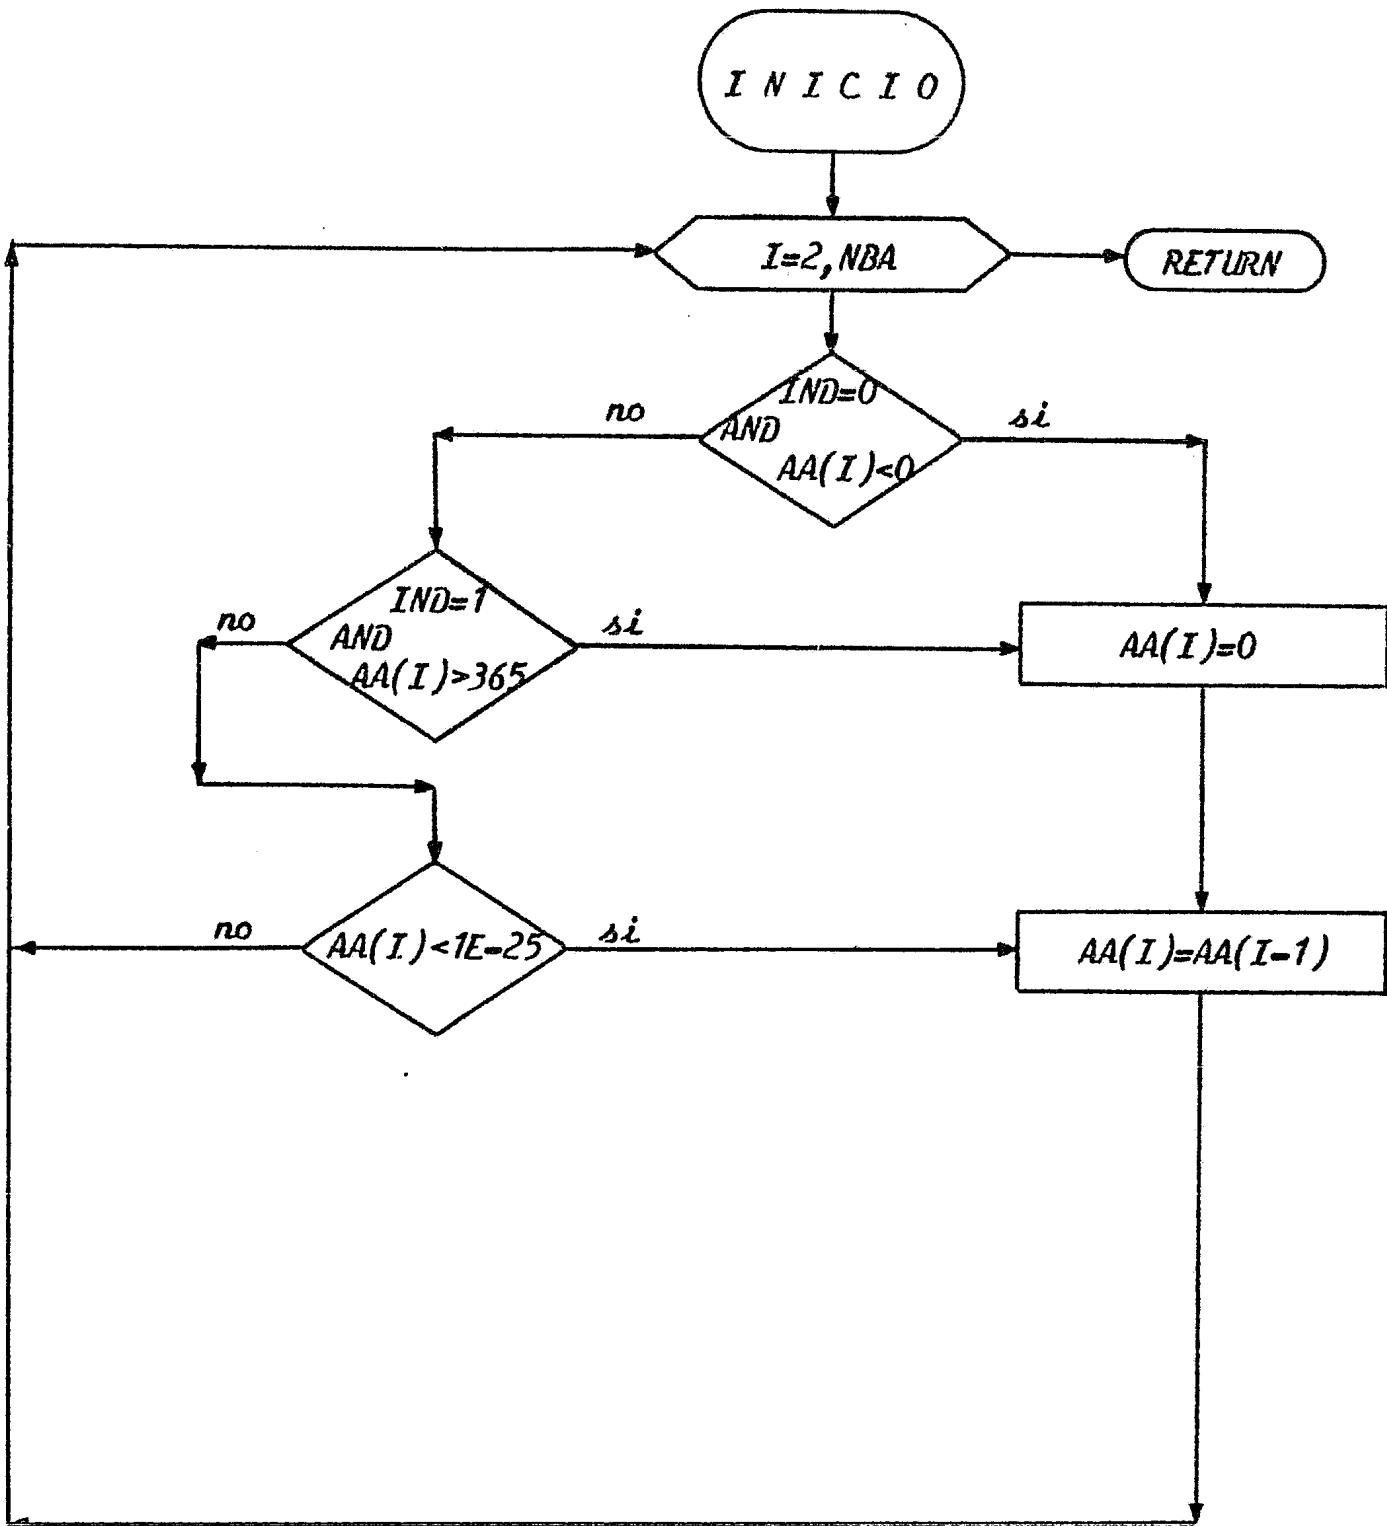 INICIO
I=2,NBA
RETURN
IND=0
AND
AA(I)<0
no
si
IND=1
AND
AA(I)>365
no
si
AA(I)=0
AA(I)<1E=25
no
si
AA(I)=AA(I-1)